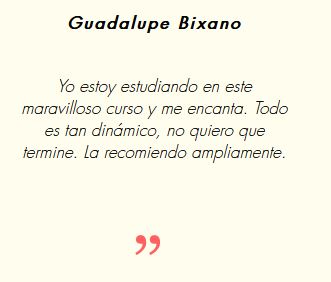 Guadalupe Bixano
Yo estoy estudiando en este
maravilloso curso y me encanta. Todo
es tan dinámico, no quiero que
termine. La recomiendo ampliamente.
”